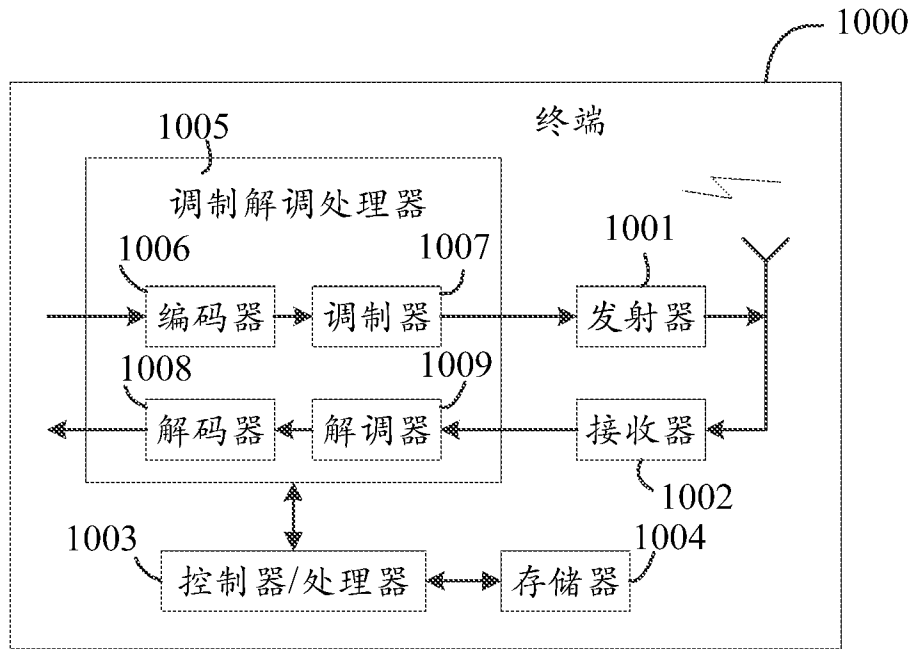 1000
终端
1005
调制解调处理器
1006
1007
1001
编码器
调制器
发射器
1008
1009
解码器
解调器
接收器
1002
1003
1004
控制器/处理器
存储器